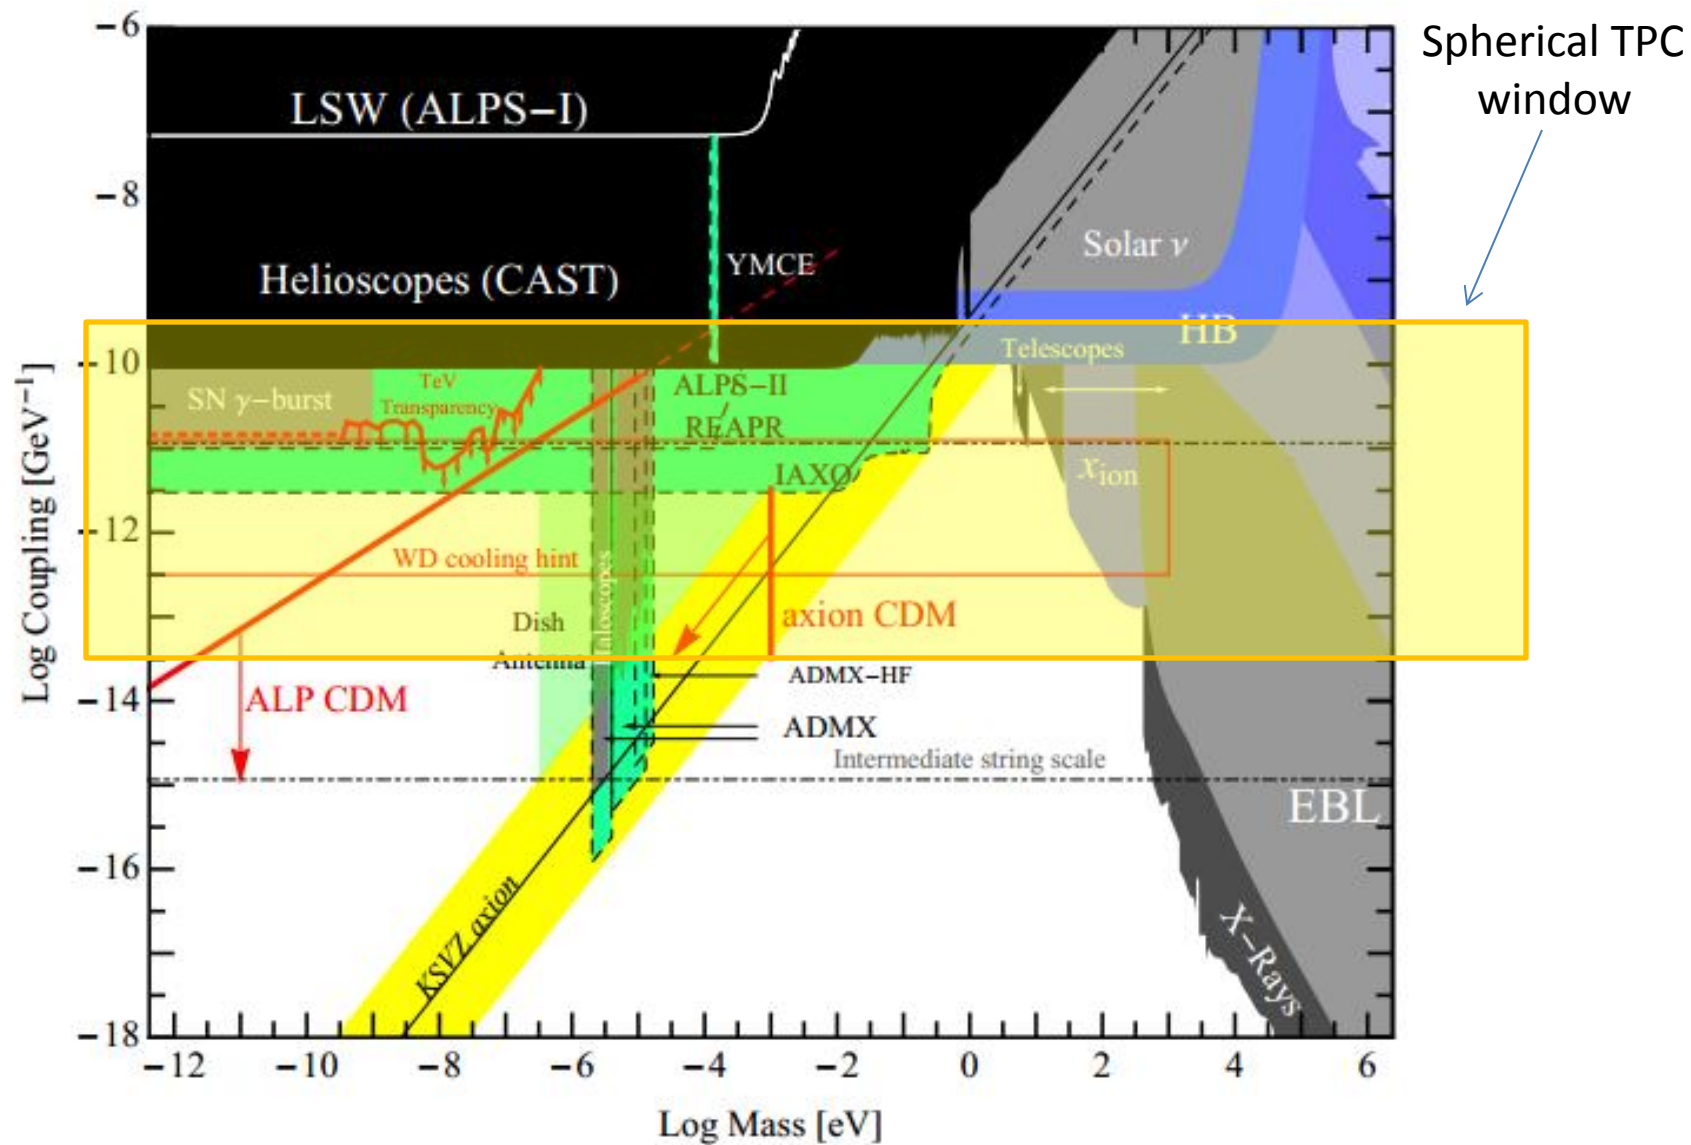 Spherical TPC
window
LSW (ALPS−I)
Helioscopes (CAST)
YMCE
Solar ν
HB
Telescopes
SN γ−burst
TeV
Transparency
ALPS−II
/
REAPR
IAXO
xion
WD cooling hint
Haloscopes
Dish
Antenna
axion CDM
ALP CDM
ADMX−HF
ADMX
Intermediate string scale
EBL
X−Rays
KSVZ axion
Log Coupling [GeV⁻¹]
−6
−8
−10
−12
−14
−16
−18
−12 −10 −8 −6 −4 −2 0 2 4 6
Log Mass [eV]